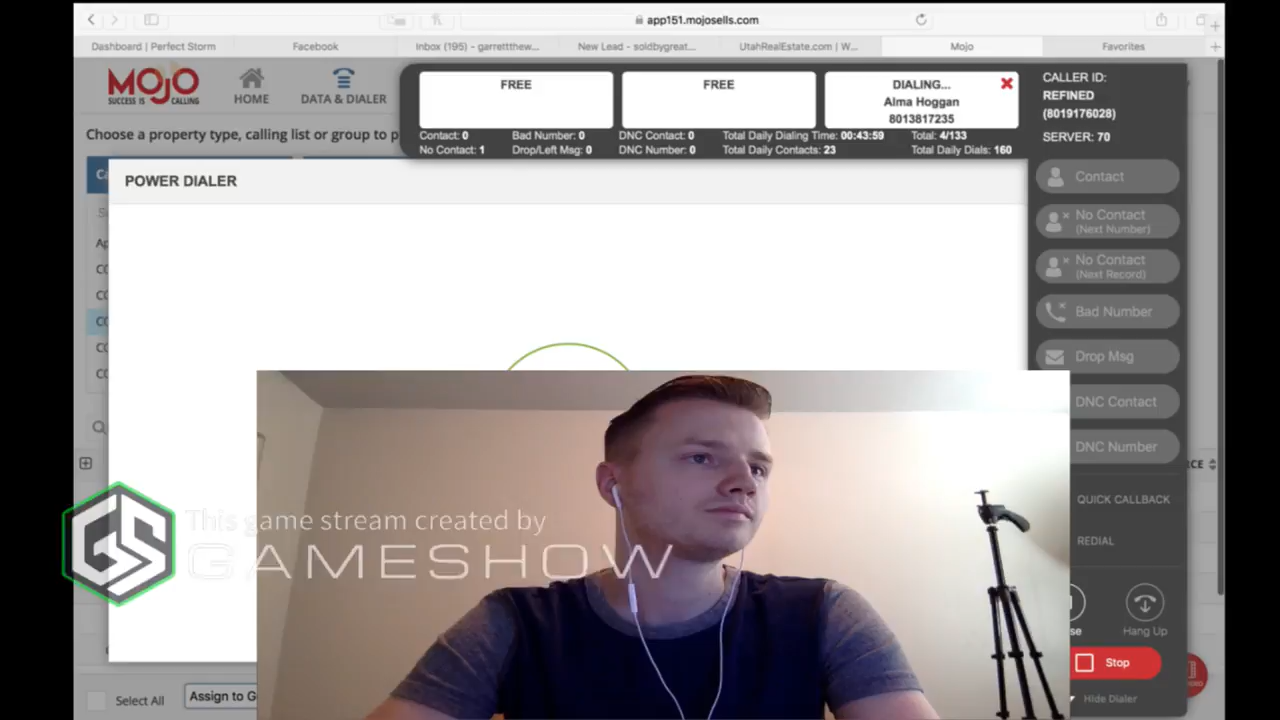 app151.mojosells.com
Dashboard | Perfect Storm
Facebook
Inbox (195) - garrettthew...
New Lead - soldbygreat...
UtahRealEstate.com | W...
Mojo
Favorites
MOJO
SUCCESS IS CALLING
HOME
DATA & DIALER
FREE
FREE
DIALING...
Alma Hoggan
8013817235
Contact: 0
Bad Number: 0
DNC Contact: 0
Total Daily Dialing Time: 00:43:59
Total: 4/133
No Contact: 1
Drop/Left Msg: 0
DNC Number: 0
Total Daily Contacts: 23
Total Daily Dials: 160
CALLER ID:
REFINED
(8019176028)
SERVER: 70
Choose a property type, calling list or group to p
POWER DIALER
Contact
No Contact
(Next Number)
No Contact
(Next Record)
Bad Number
Drop Msg
DNC Contact
DNC Number
QUICK CALLBACK
REDIAL
Hang Up
Stop
Hide Dialer
This game stream created by
GS
GAMESHOW
Select All
Assign to G